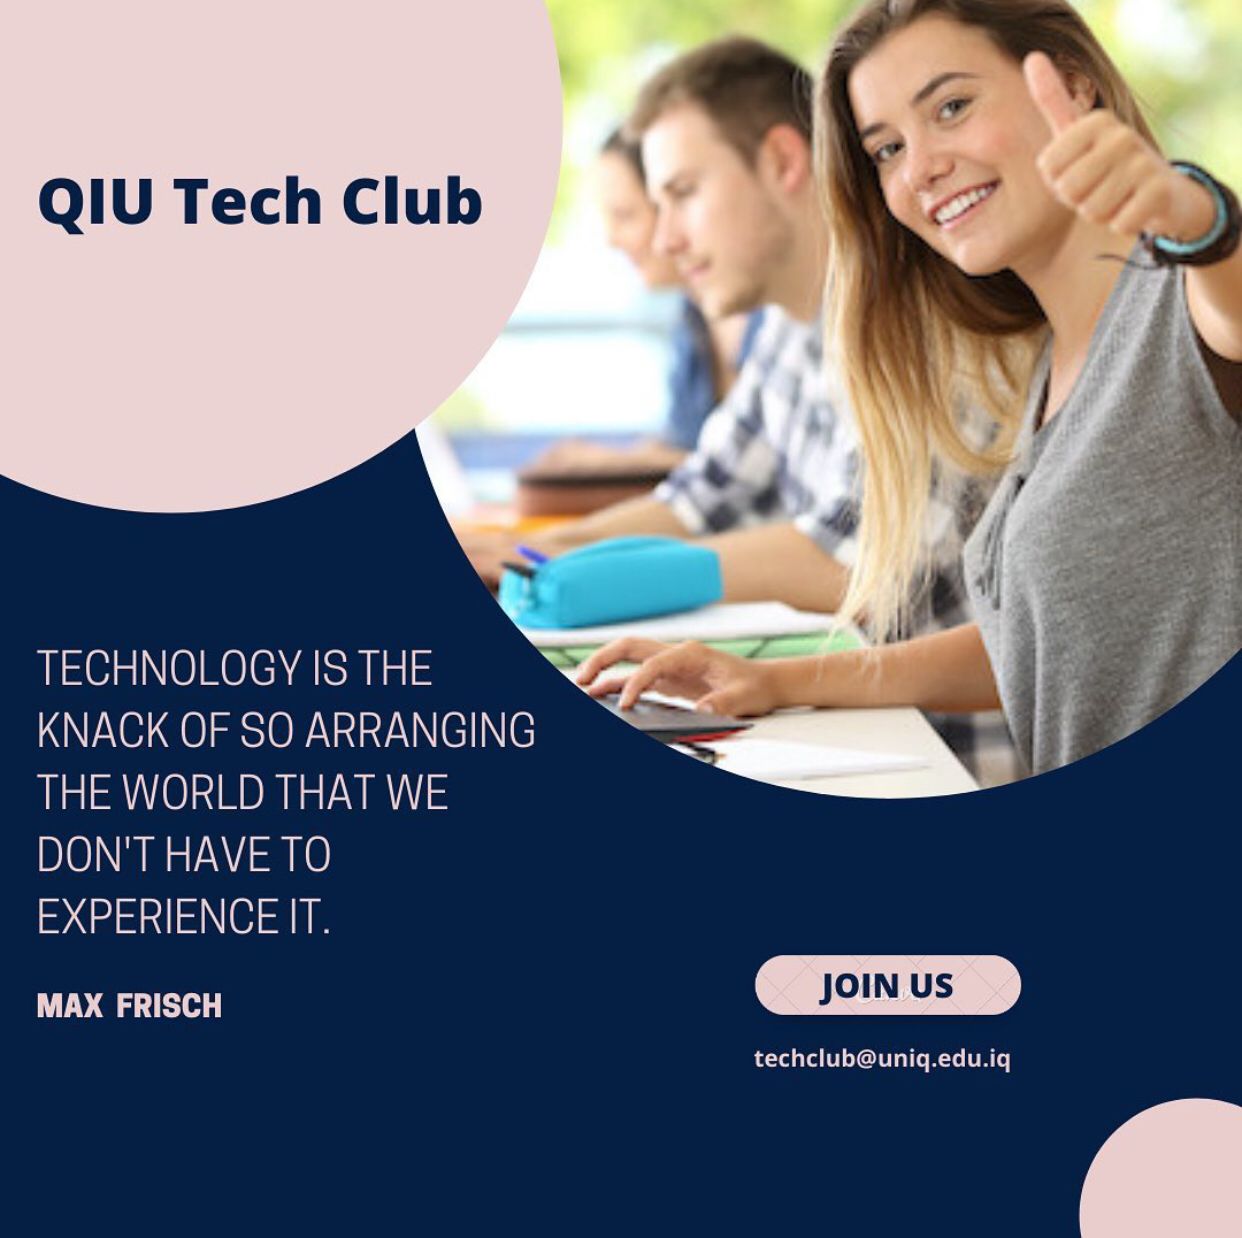 QIU Tech Club
TECHNOLOGY IS THE
KNACK OF SO ARRANGING
THE WORLD THAT WE
DON'T HAVE TO
EXPERIENCE IT.
MAX FRISCH
JOIN US
techclub@uniq.edu.iq